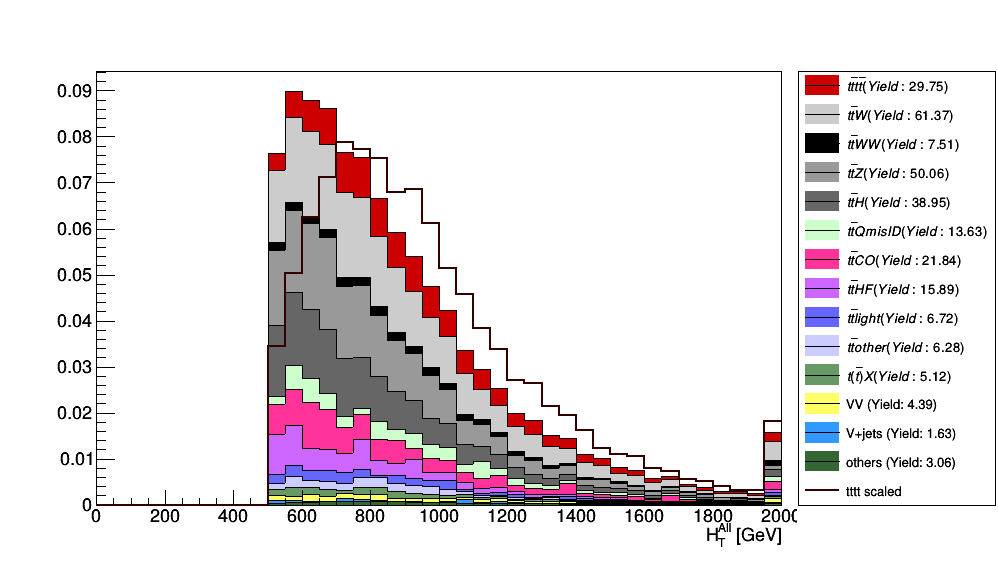 0.09
0.08
0.07
0.06
0.05
0.04
0.03
0.02
0.01
0
0 200 400 600 800 1000 1200 1400 1600 1800 2000
H_T^All [GeV]
tt̄tt̄(Yield : 29.75)
tt̄W(Yield : 61.37)
tt̄WW(Yield : 7.51)
tt̄Z(Yield : 50.06)
tt̄H(Yield : 38.95)
tt̄QmisID(Yield : 13.63)
tt̄CO(Yield : 21.84)
tt̄HF(Yield : 15.89)
tt̄light(Yield : 6.72)
tt̄other(Yield : 6.28)
t(t̄)X(Yield : 5.12)
VV (Yield: 4.39)
V+jets (Yield: 1.63)
others (Yield: 3.06)
tttt scaled